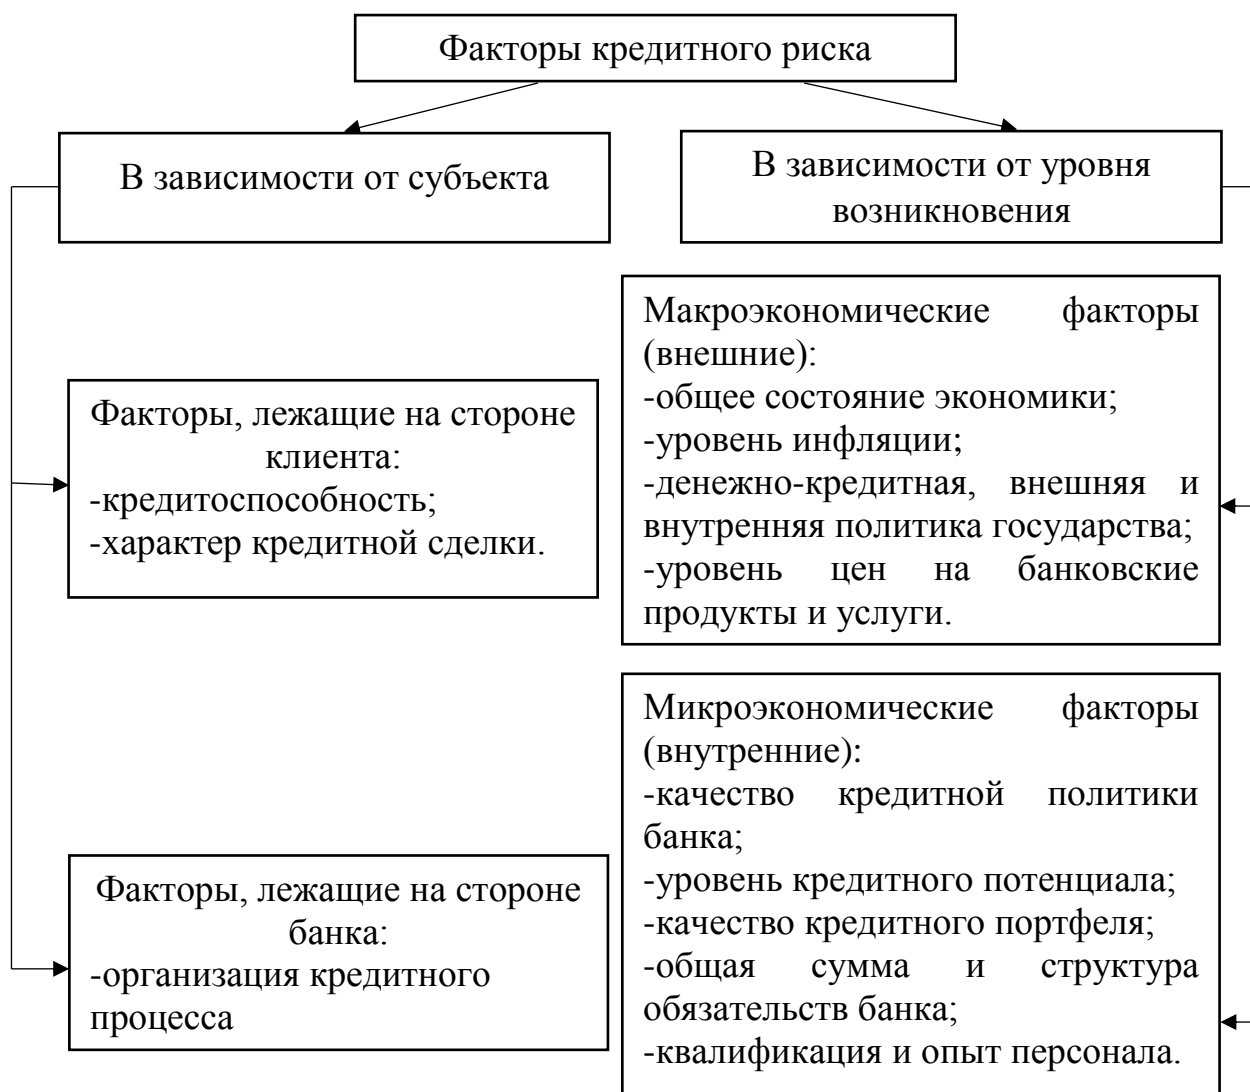 Факторы кредитного риска
В зависимости от субъекта
В зависимости от уровня
возникновения
Факторы, лежащие на стороне
клиента:
-кредитоспособность;
-характер кредитной сделки.
Факторы, лежащие на стороне
банка:
-организация кредитного
процесса
Макроэкономические факторы
(внешние):
-общее состояние экономики;
-уровень инфляции;
-денежно-кредитная, внешняя и
внутренняя политика государства;
-уровень цен на банковские
продукты и услуги.
Микроэкономические факторы
(внутренние):
-качество кредитной политики
банка;
-уровень кредитного потенциала;
-качество кредитного портфеля;
-общая сумма и структура
обязательств банка;
-квалификация и опыт персонала.